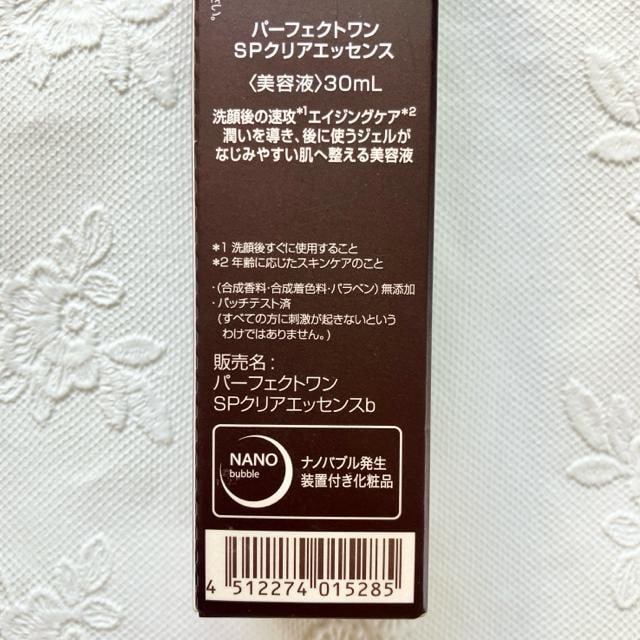 さい。
パーフェクトワン
SPクリアエッセンス
〈美容液〉30mL
洗顔後の速攻*1エイジングケア*2
潤いを導き、後に使うジェルが
なじみやすい肌へ整える美容液
*1 洗顔後すぐに使用すること
*2 年齢に応じたスキンケアのこと
・(合成香料・合成着色料・パラベン)無添加
・パッチテスト済
(すべての方に刺激が起きないという
わけではありません。)
販売名：
パーフェクトワン
SPクリアエッセンスb
NANO
bubble
ナノバブル発生
装置付き化粧品
4 512274 015285